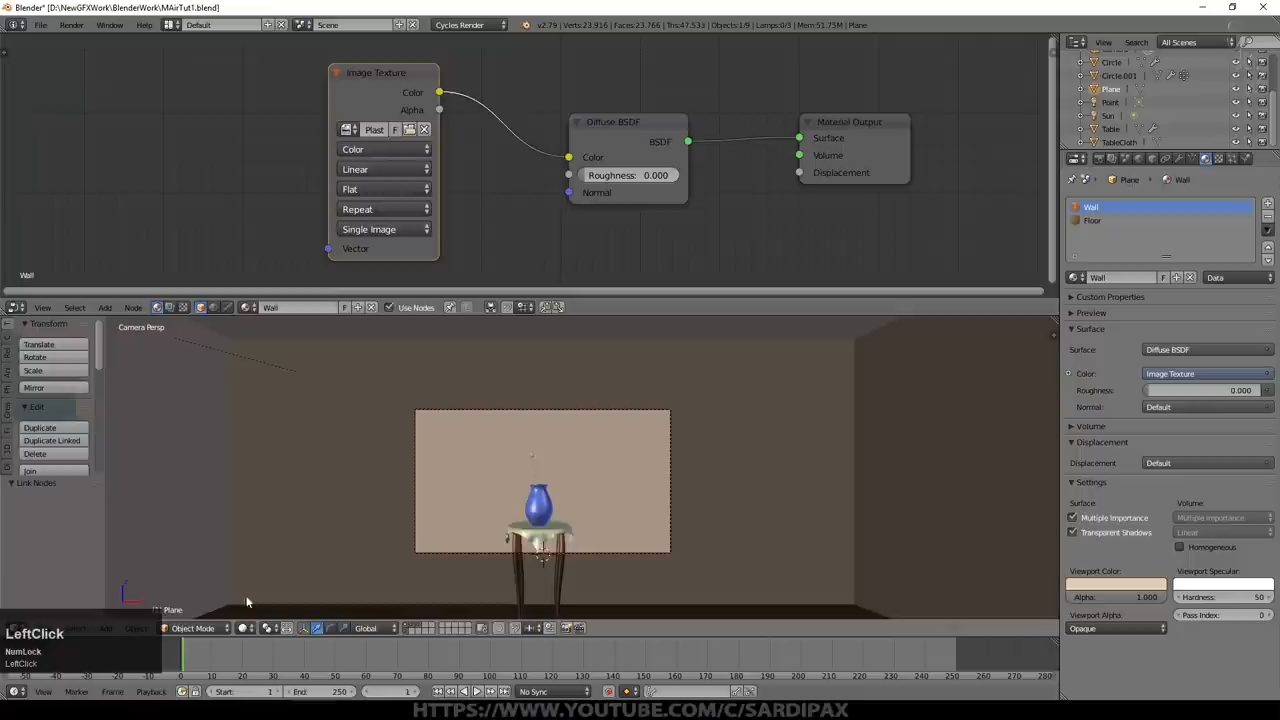 Blender* [D:\NewGFXWork\BlenderWork\MAirTut1.blend]
File Render Window Help Default Scene Cycles Render v2.79 | Verts:23,916 | Faces:23,766 | Tris:47,533 | Objects:1/9 | Lamps:0/3 | Mem:51.75M | Plane
View Search All Scenes
Circle
Circle.001
Plane
Point
Sun
Table
TableCloth
Image Texture
Color
Alpha
Plast F
Color
Linear
Flat
Repeat
Single Image
Vector
Diffuse BSDF
BSDF
Color
Roughness: 0.000
Normal
Material Output
Surface
Volume
Displacement
Wall
View Select Add Node Wall F Use Nodes
Plane Wall
Wall
Floor
Wall F Data
Custom Properties
Preview
Surface
Surface: Diffuse BSDF
Color: Image Texture
Roughness: 0.000
Normal: Default
Volume
Displacement
Displacement: Default
Settings
Surface: Volume:
Multiple Importance Multiple importance
Transparent Shadows Linear
Homogeneous
Viewport Color: Viewport Specular:
Alpha: 1.000 Hardness: 50
Viewport Alpha: Pass Index: 0
Opaque
Transform
Translate
Rotate
Scale
Mirror
Edit
Duplicate
Duplicate Linked
Delete
Join
Link Nodes
Camera Persp
(1) Plane
Object Mode Global
LeftClick
NumLock
LeftClick
10 20 30 40 50 60 70 80 90 100 110 120 130 140 150 160 170 180 190 200 210 220 230 240 250 260 270 280
View Marker Frame Playback Start: 1 End: 250 1 No Sync
HTTPS://WWW.YOUTUBE.COM/C/SARDIPAX